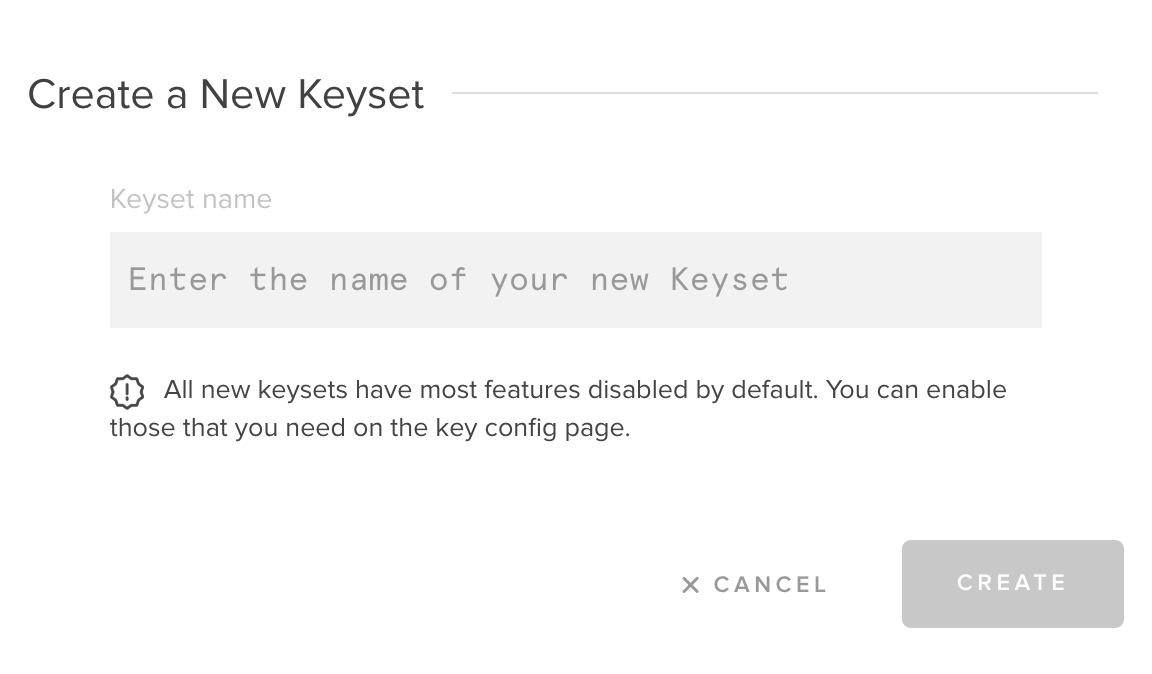 Create a New Keyset
Keyset name
Enter the name of your new Keyset
All new keysets have most features disabled by default. You can enable
those that you need on the key config page.
CANCEL
CREATE